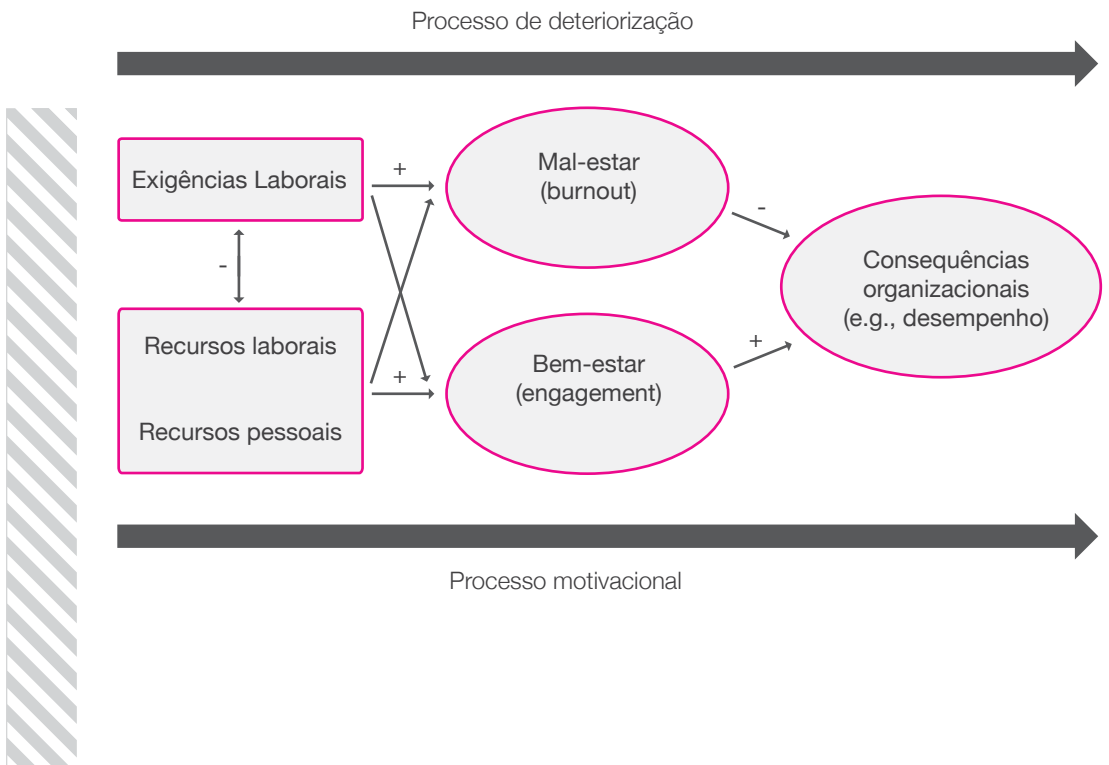 Processo de deteriorização
Exigências Laborais
+
Mal-estar
(burnout)
-
-
Consequências
organizacionais
(e.g., desempenho)
Recursos laborais
Recursos pessoais
+
Bem-estar
(engagement)
+
Processo motivacional